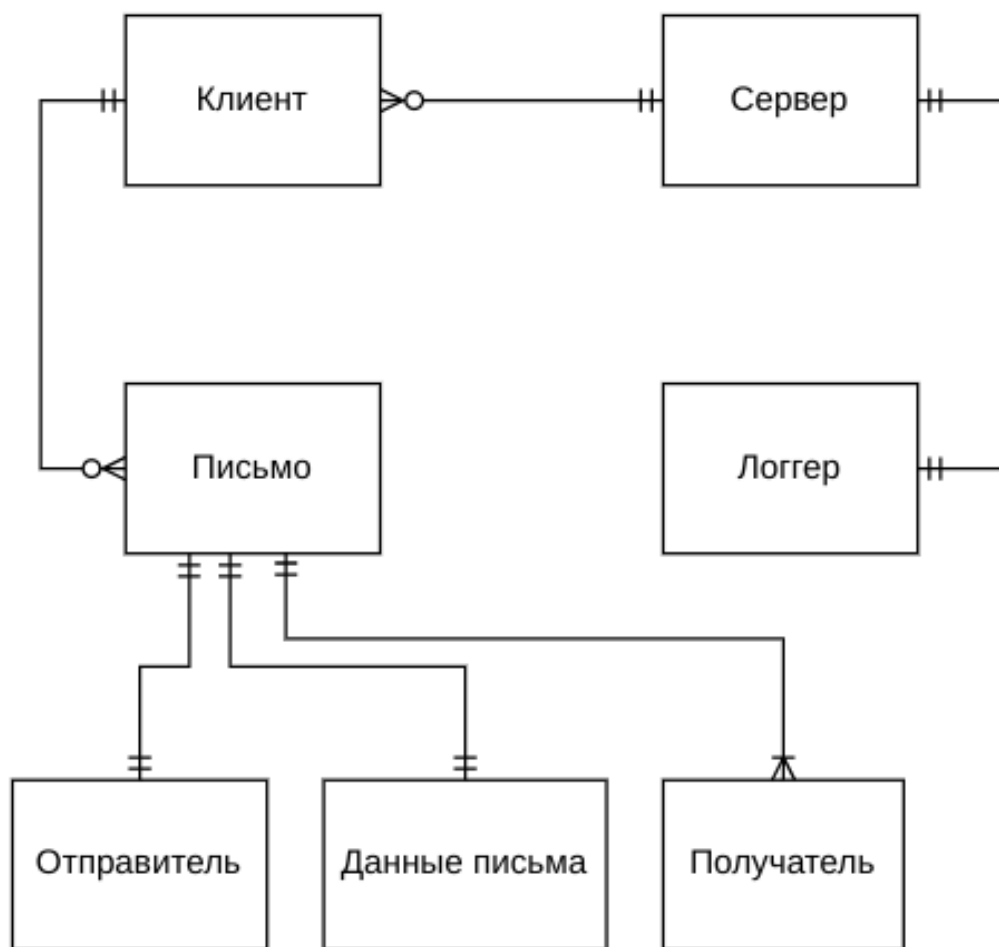 Клиент
Сервер
Письмо
Логгер
Отправитель
Данные письма
Получатель